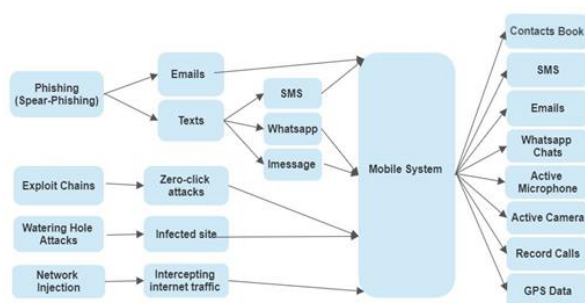 Phishing
(Spear-Phishing)
Emails
Texts
SMS
Whatsapp
Imessage
Exploit Chains
Zero-click
attacks
Watering Hole
Attacks
Infected site
Network
Injection
Intercepting
internet traffic
Mobile System
Contacts Book
SMS
Emails
Whatsapp
Chats
Active
Microphone
Active Camera
Record Calls
GPS Data